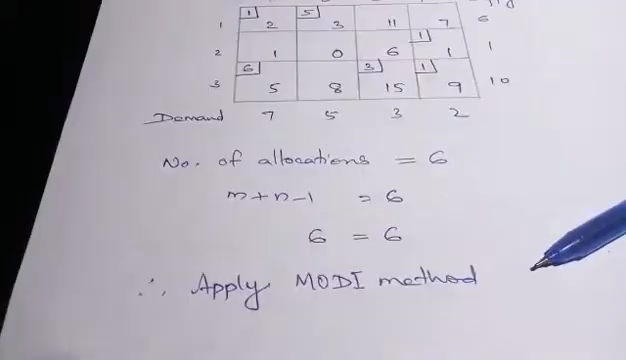 1 5
1 2 3 11 7 6
1
2 1 0 6 1 1
6 3 1
3 5 8 15 9 10
Demand 7 5 3 2
No. of allocations = 6
m+n-1 = 6
6 = 6
∴ Apply MODI method